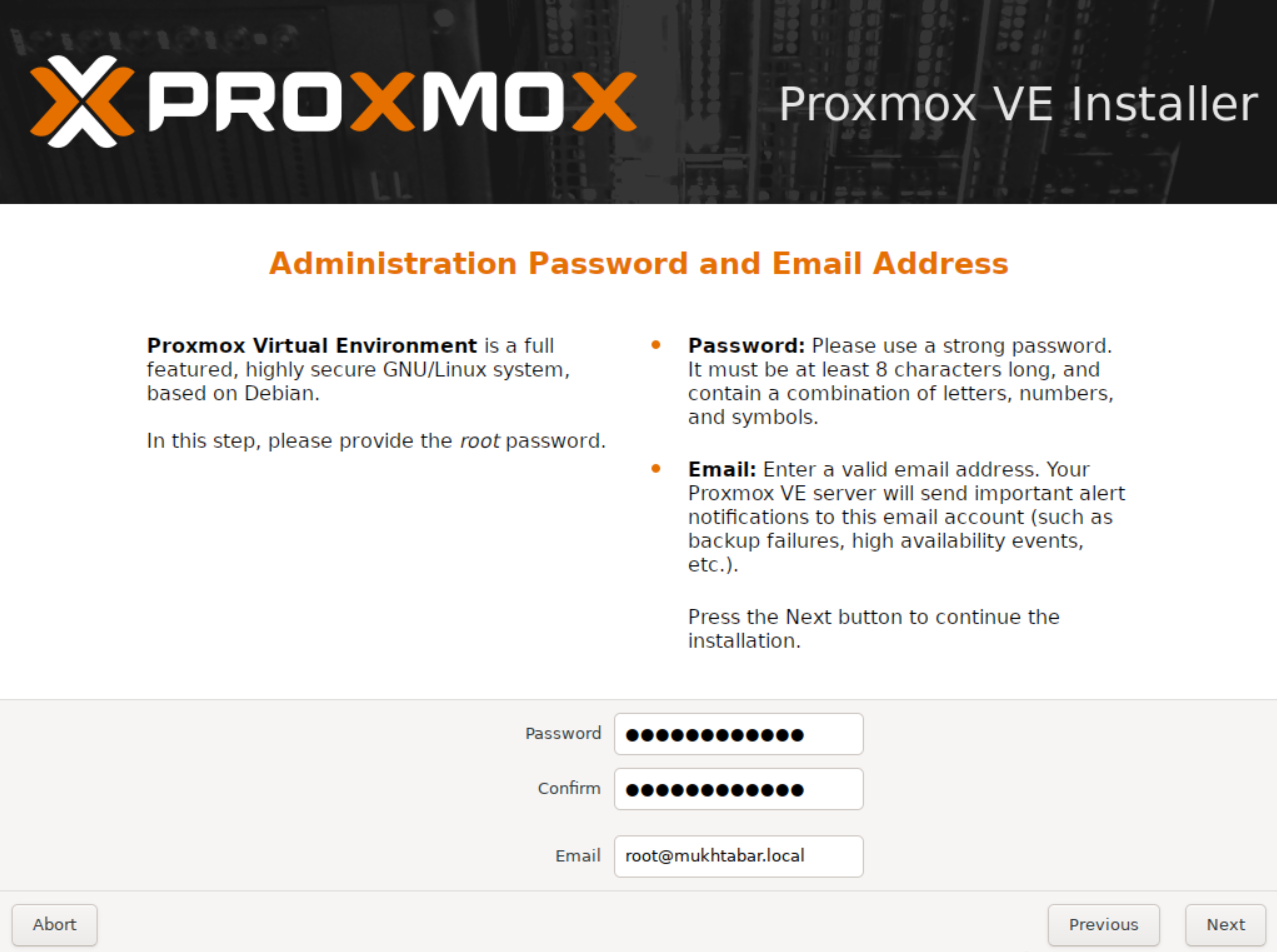 PROXMOX
Proxmox VE Installer
Administration Password and Email Address
Proxmox Virtual Environment is a full
featured, highly secure GNU/Linux system,
based on Debian.
In this step, please provide the root password.
Password: Please use a strong password.
It must be at least 8 characters long, and
contain a combination of letters, numbers,
and symbols.
Email: Enter a valid email address. Your
Proxmox VE server will send important alert
notifications to this email account (such as
backup failures, high availability events,
etc.).
Press the Next button to continue the
installation.
Password ●●●●●●●●●●●●
Confirm ●●●●●●●●●●●●
Email root@mukhtabar.local
Abort Previous Next